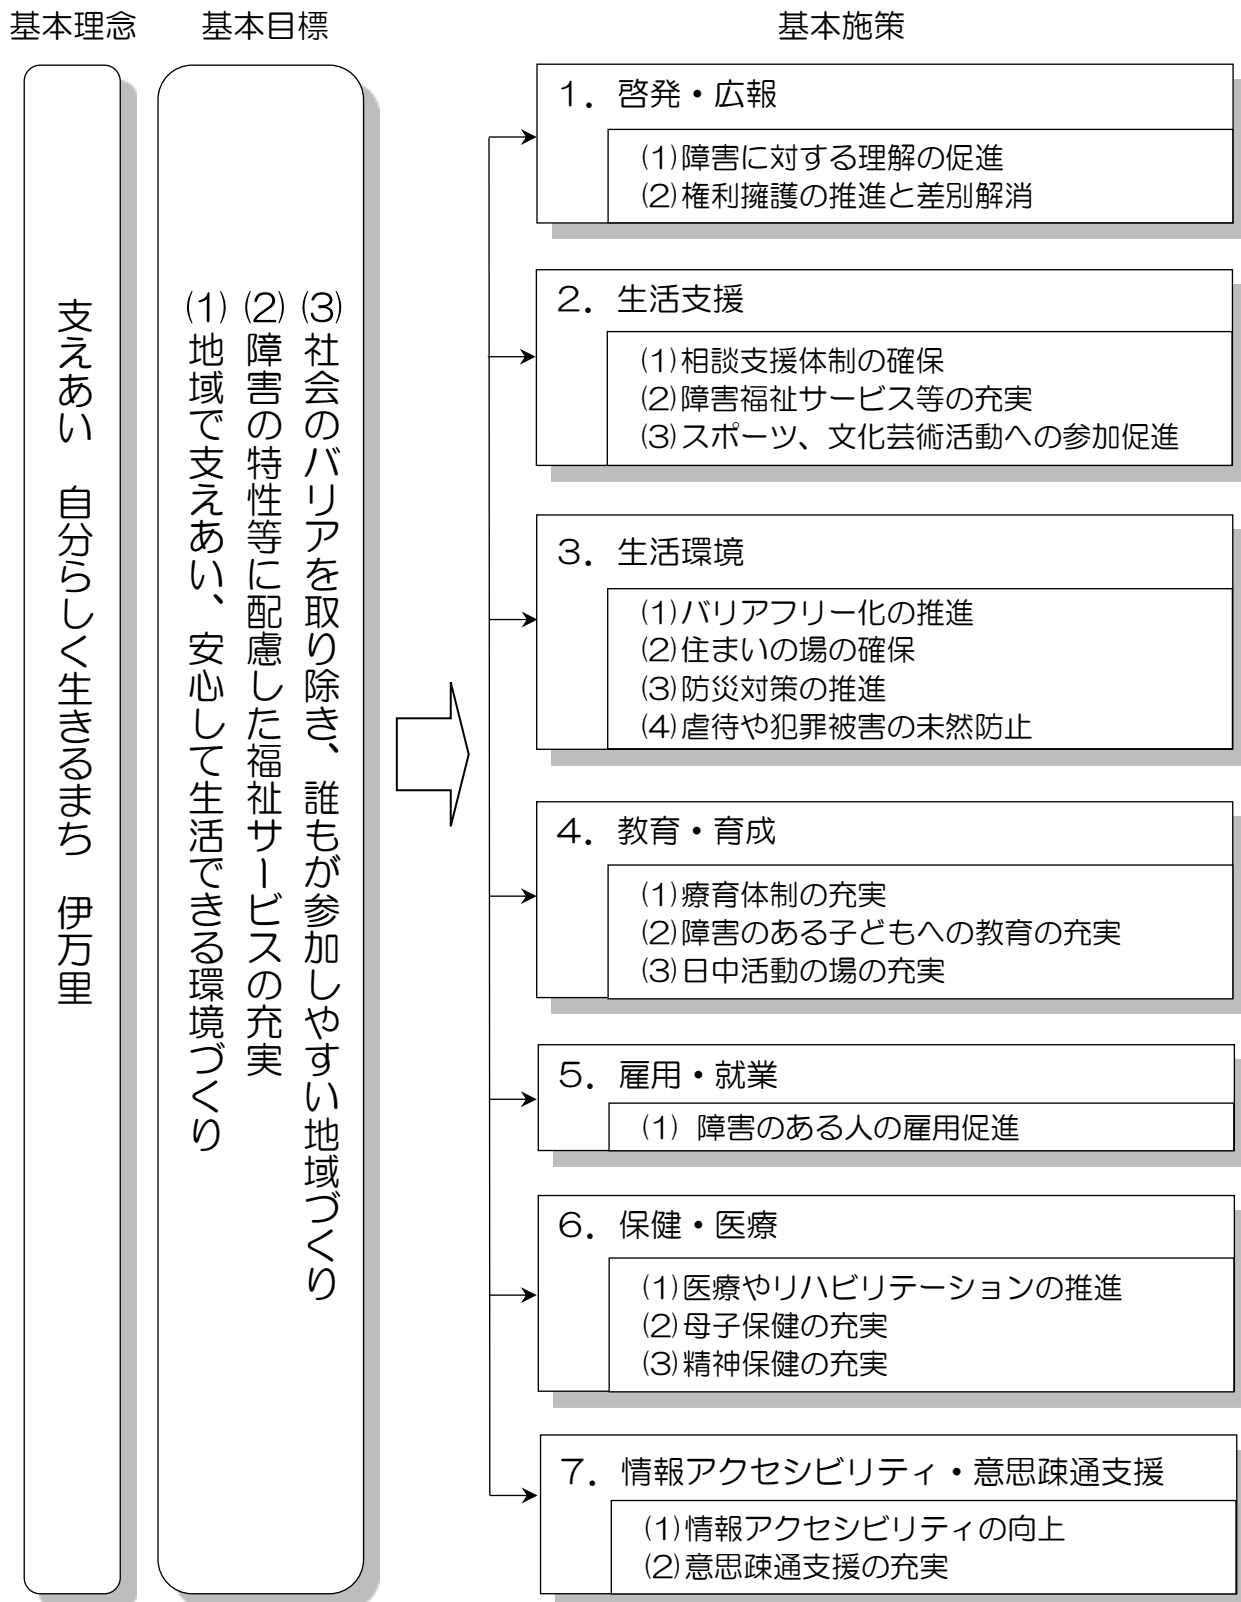 基本理念
基本目標
基本施策
支えあい　自分らしく生きるまち　伊万里
(1)地域で支えあい、安心して生活できる環境づくり
(2)障害の特性等に配慮した福祉サービスの充実
(3)社会のバリアを取り除き、誰もが参加しやすい地域づくり
１．啓発・広報
(1)障害に対する理解の促進
(2)権利擁護の推進と差別解消
２．生活支援
(1)相談支援体制の確保
(2)障害福祉サービス等の充実
(3)スポーツ、文化芸術活動への参加促進
３．生活環境
(1)バリアフリー化の推進
(2)住まいの場の確保
(3)防災対策の推進
(4)虐待や犯罪被害の未然防止
４．教育・育成
(1)療育体制の充実
(2)障害のある子どもへの教育の充実
(3)日中活動の場の充実
５．雇用・就業
(1) 障害のある人の雇用促進
６．保健・医療
(1)医療やリハビリテーションの推進
(2)母子保健の充実
(3)精神保健の充実
７．情報アクセシビリティ・意思疎通支援
(1)情報アクセシビリティの向上
(2)意思疎通支援の充実